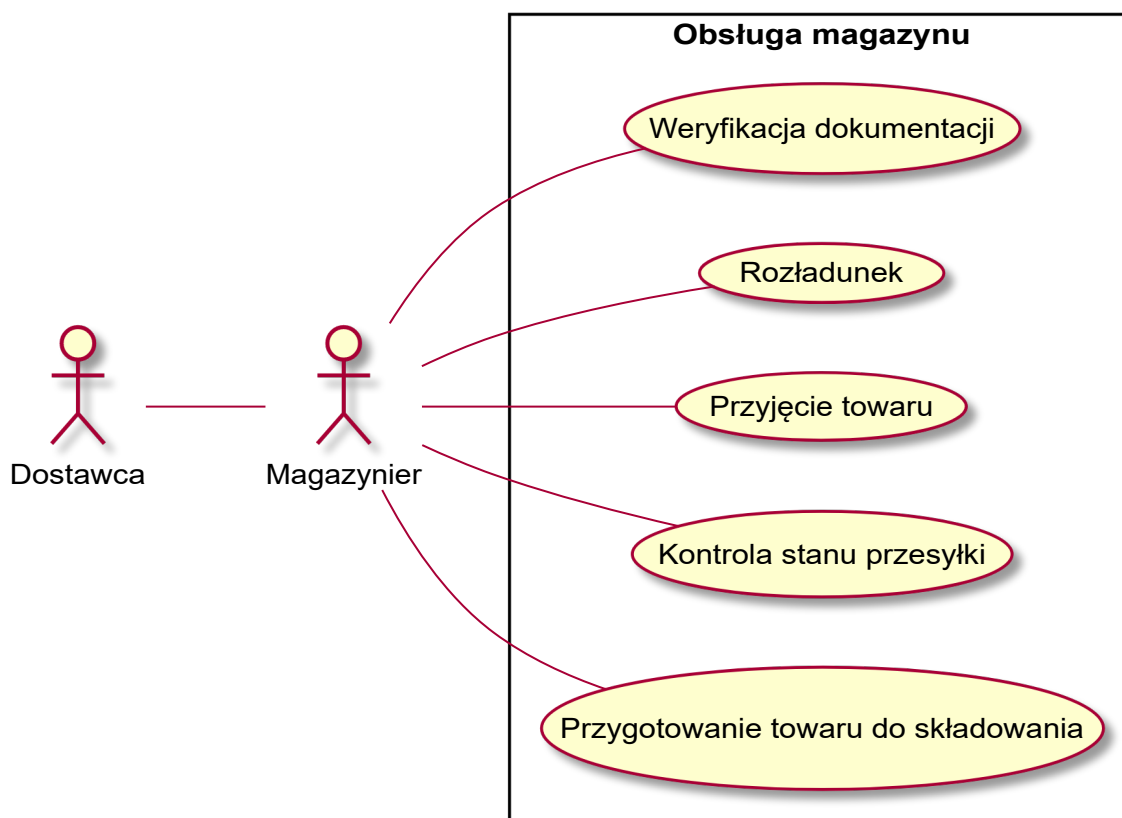 Obsługa magazynu
Weryfikacja dokumentacji
Rozładunek
Przyjęcie towaru
Dostawca
Magazynier
Kontrola stanu przesyłki
Przygotowanie towaru do składowania